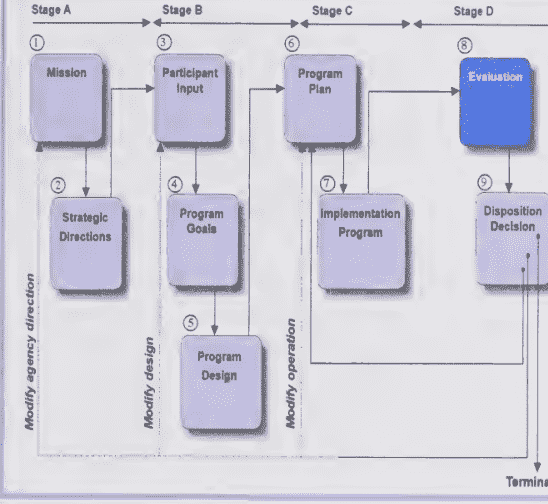 Stage A
Stage B
Stage C
Stage D
1
Mission
2
Strategic
Directions
3
Participant
Input
4
Program
Goals
5
Program
Design
6
Program
Plan
7
Implementation
Program
8
Evaluation
9
Disposition
Decision
Modify agency direction
Modify design
Modify operation
Termina